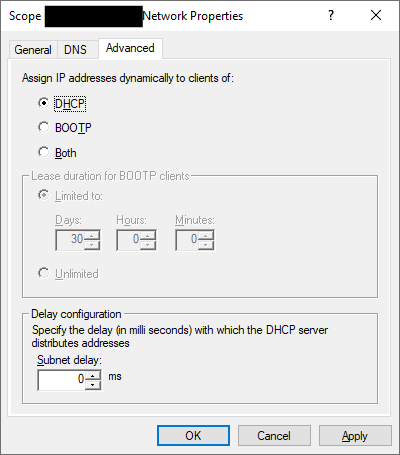 Scope Network Properties
General DNS Advanced
Assign IP addresses dynamically to clients of:
DHCP
BOOTP
Both
Lease duration for BOOTP clients
Limited to:
Days: Hours: Minutes:
30 0 0
Unlimited
Delay configuration
Specify the delay (in milli seconds) with which the DHCP server
distributes addresses
Subnet delay:
0 ms
OK Cancel Apply